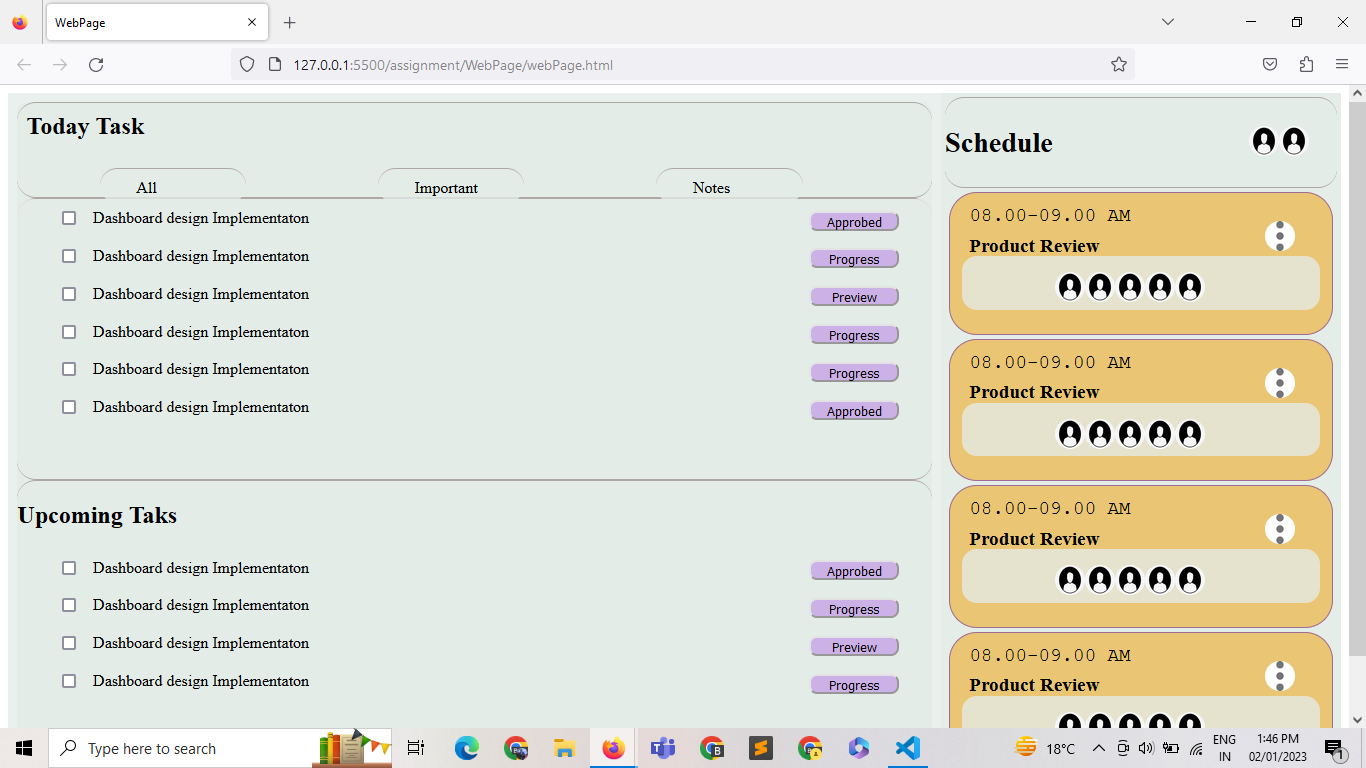 WebPage
127.0.0.1:5500/assignment/WebPage/webPage.html
Today Task
All Important Notes
Dashboard design Implementaton Approbed
Dashboard design Implementaton Progress
Dashboard design Implementaton Preview
Dashboard design Implementaton Progress
Dashboard design Implementaton Progress
Dashboard design Implementaton Approbed
Upcoming Taks
Dashboard design Implementaton Approbed
Dashboard design Implementaton Progress
Dashboard design Implementaton Preview
Dashboard design Implementaton Progress
Schedule
08.00-09.00 AM
Product Review
08.00-09.00 AM
Product Review
08.00-09.00 AM
Product Review
08.00-09.00 AM
Product Review
Type here to search
18°C
ENG
IN
1:46 PM
02/01/2023
1